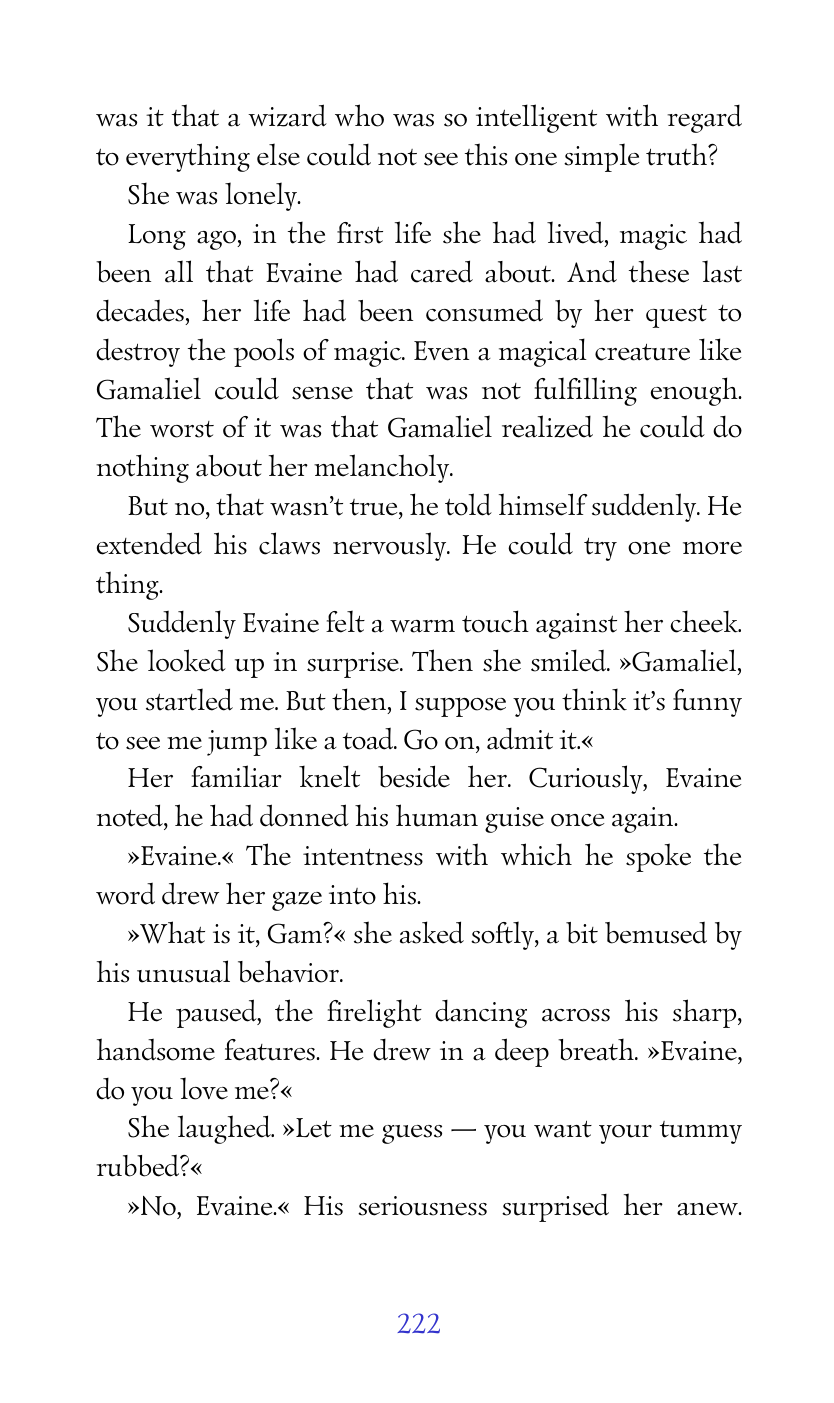 was it that a wizard who was so intelligent with regard
to everything else could not see this one simple truth?
She was lonely.
Long ago, in the first life she had lived, magic had
been all that Evaine had cared about. And these last
decades, her life had been consumed by her quest to
destroy the pools of magic. Even a magical creature like
Gamaliel could sense that was not fulfilling enough.
The worst of it was that Gamaliel realized he could do
nothing about her melancholy.
But no, that wasn’t true, he told himself suddenly. He
extended his claws nervously. He could try one more
thing.
Suddenly Evaine felt a warm touch against her cheek.
She looked up in surprise. Then she smiled. »Gamaliel,
you startled me. But then, I suppose you think it’s funny
to see me jump like a toad. Go on, admit it.«
Her familiar knelt beside her. Curiously, Evaine
noted, he had donned his human guise once again.
»Evaine.« The intentness with which he spoke the
word drew her gaze into his.
»What is it, Gam?« she asked softly, a bit bemused by
his unusual behavior.
He paused, the firelight dancing across his sharp,
handsome features. He drew in a deep breath. »Evaine,
do you love me?«
She laughed. »Let me guess — you want your tummy
rubbed?«
»No, Evaine.« His seriousness surprised her anew.
222